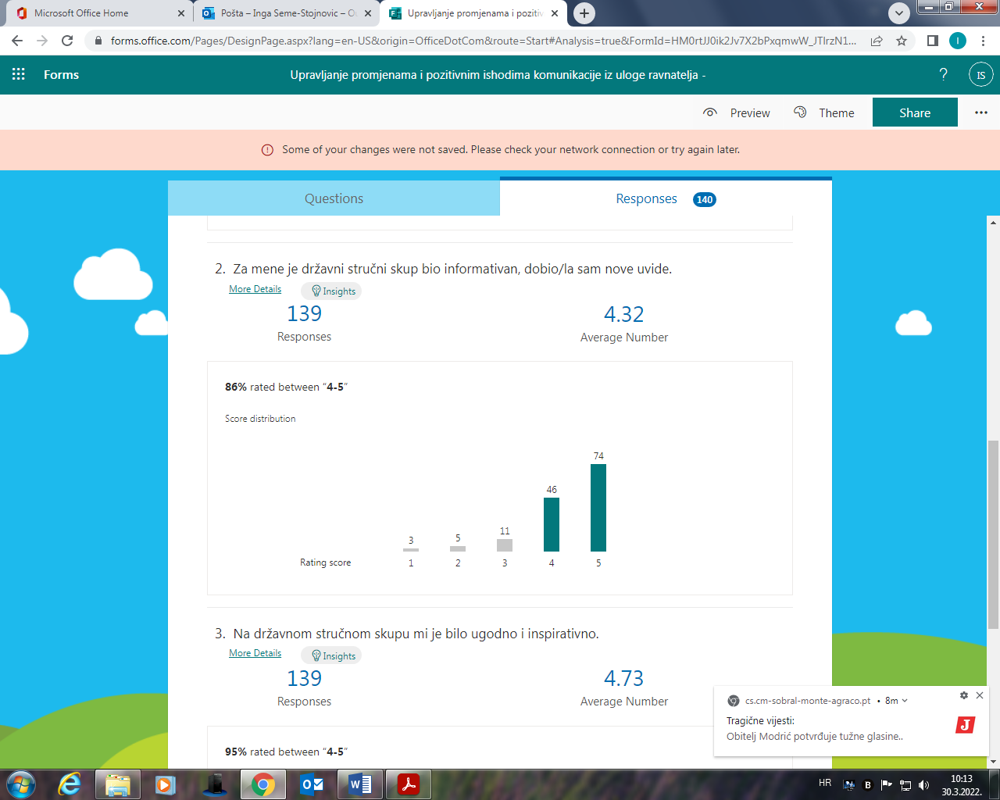 Microsoft Office Home
Pošta – Inga Seme-Stojnovic – O
Upravljanje promjenama i pozitiv
forms.office.com/Pages/DesignPage.aspx?lang=en-US&origin=OfficeDotCom&route=Start#Analysis=true&FormId=HM0rtJJ0ik2Jv7X2bPxqmwW_JTlrzN1...
I
Forms
Upravljanje promjenama i pozitivnim ishodima komunikacije iz uloge ravnatelja -
?
IS
Preview
Theme
Share
Some of your changes were not saved. Please check your network connection or try again later.
Questions
Responses 140
2. Za mene je državni stručni skup bio informativan, dobio/la sam nove uvide.
More Details
Insights
139
4.32
Responses
Average Number
86% rated between “4-5”
Score distribution
74
46
11
5
3
Rating score 1 2 3 4 5
3. Na državnom stručnom skupu mi je bilo ugodno i inspirativno.
More Details
Insights
139
4.73
Responses
Average Number
95% rated between “4-5”
cs.cm-sobral-monte-agraco.pt • 8m
Tragične vijesti:
Obitelj Modrić potvrđuje tužne glasine..
J
HR
B
10:13
30.3.2022.